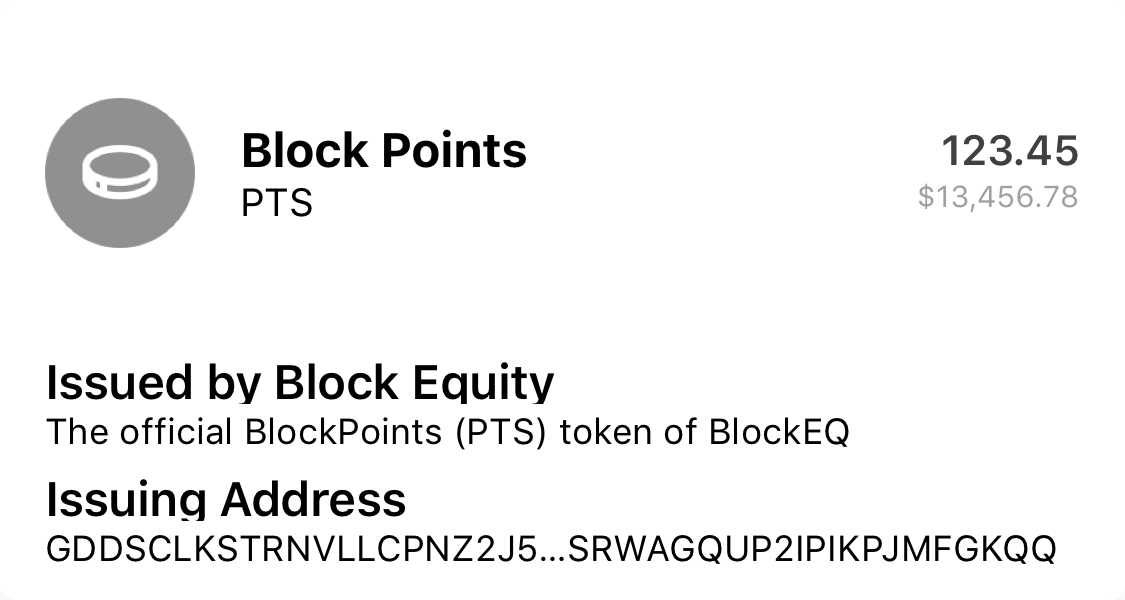 Block Points
PTS
123.45
$13,456.78
Issued by Block Equity
The official BlockPoints (PTS) token of BlockEQ
Issuing Address
GDDSCLKSTRNVLLCPNZ2J5...SRWAGQUP2IPIKPJMFGKQQ